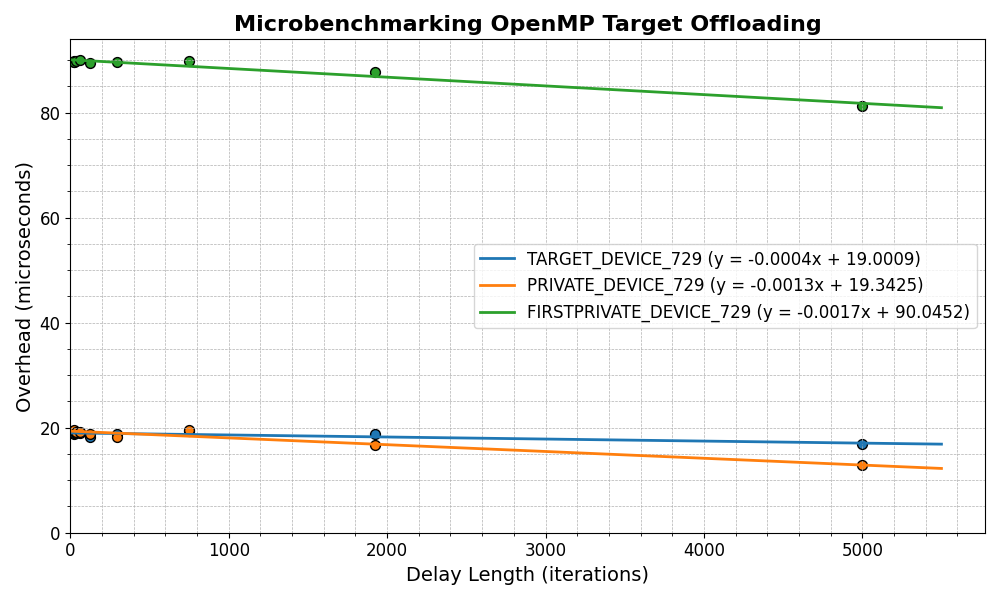 Microbenchmarking OpenMP Target Offloading
Overhead (microseconds)
80
60
40
20
0
TARGET_DEVICE_729 (y = -0.0004x + 19.0009)
PRIVATE_DEVICE_729 (y = -0.0013x + 19.3425)
FIRSTPRIVATE_DEVICE_729 (y = -0.0017x + 90.0452)
0 1000 2000 3000 4000 5000
Delay Length (iterations)